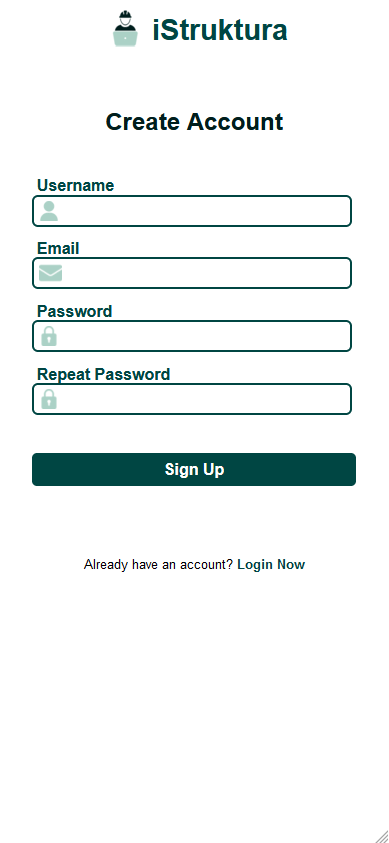 iStruktura
Create Account
Username
Email
Password
Repeat Password
Sign Up
Already have an account? Login Now